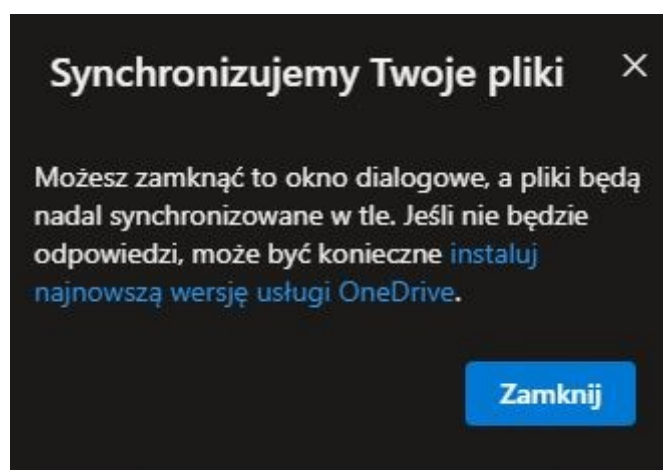 Synchronizujemy Twoje pliki
Możesz zamknąć to okno dialogowe, a pliki będą
nadal synchronizowane w tle. Jeśli nie będzie
odpowiedzi, może być konieczne instaluj
najnowszą wersję usługi OneDrive.
Zamknij